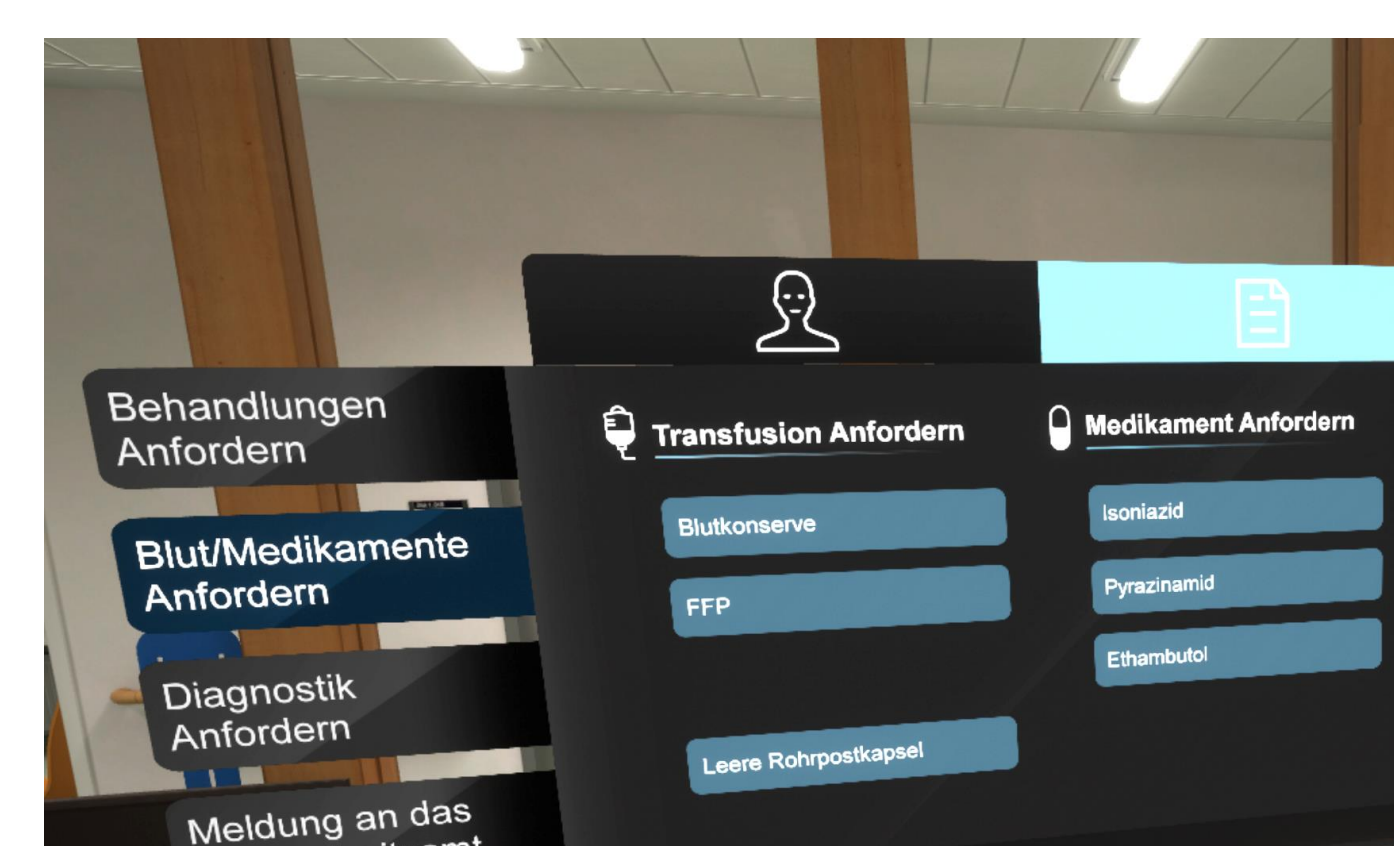 Behandlungen
Anfordern
Blut/Medikamente
Anfordern
Diagnostik
Anfordern
Meldung an das
Transfusion Anfordern
Blutkonserve
FFP
Leere Rohrpostkapsel
Medikament Anfordern
Isoniazid
Pyrazinamid
Ethambutol